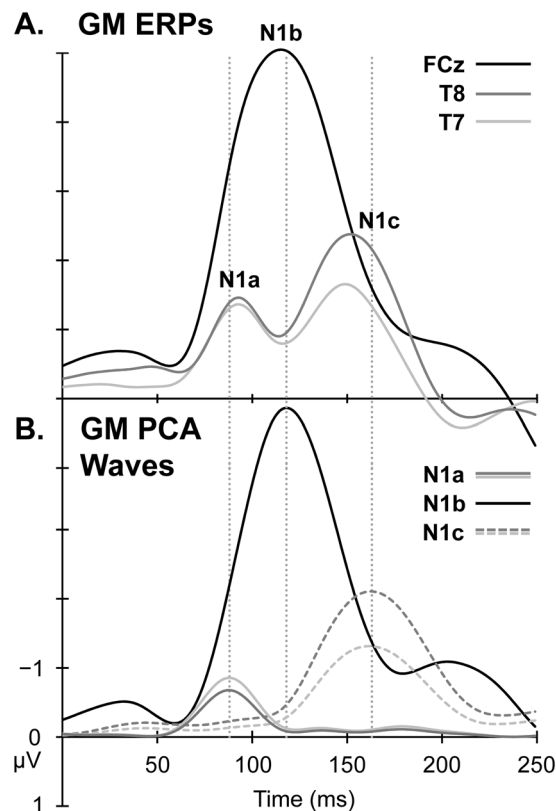 A. GM ERPs
N1b
FCz
T8
T7
N1c
N1a
B. GM PCA
Waves
N1a
N1b
N1c
−1
0
µV
50 100 150 200 250
1
Time (ms)